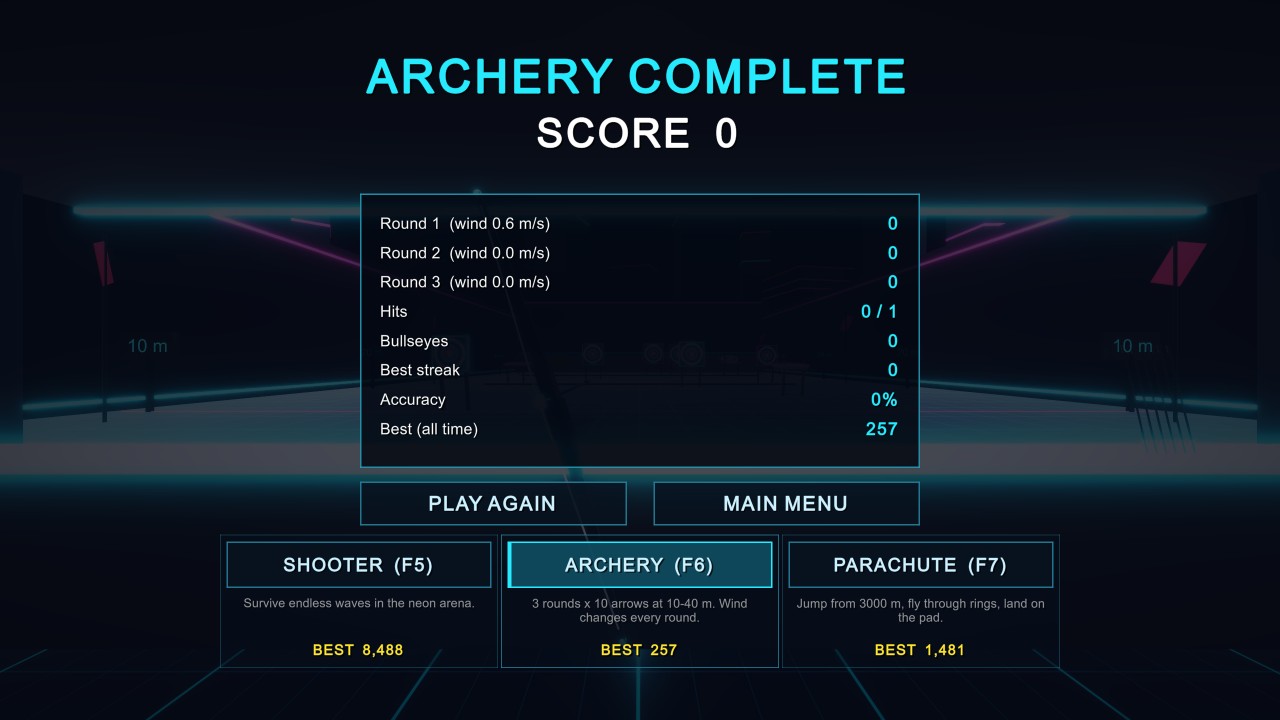 ARCHERY COMPLETE
SCORE 0
Round 1 (wind 0.6 m/s) 0
Round 2 (wind 0.0 m/s) 0
Round 3 (wind 0.0 m/s) 0
Hits 0 / 1
Bullseyes 0
Best streak 0
Accuracy 0%
Best (all time) 257
10 m
10 m
PLAY AGAIN
MAIN MENU
SHOOTER (F5)
Survive endless waves in the neon arena.
BEST 8,488
ARCHERY (F6)
3 rounds x 10 arrows at 10-40 m. Wind
changes every round.
BEST 257
PARACHUTE (F7)
Jump from 3000 m, fly through rings, land on
the pad.
BEST 1,481